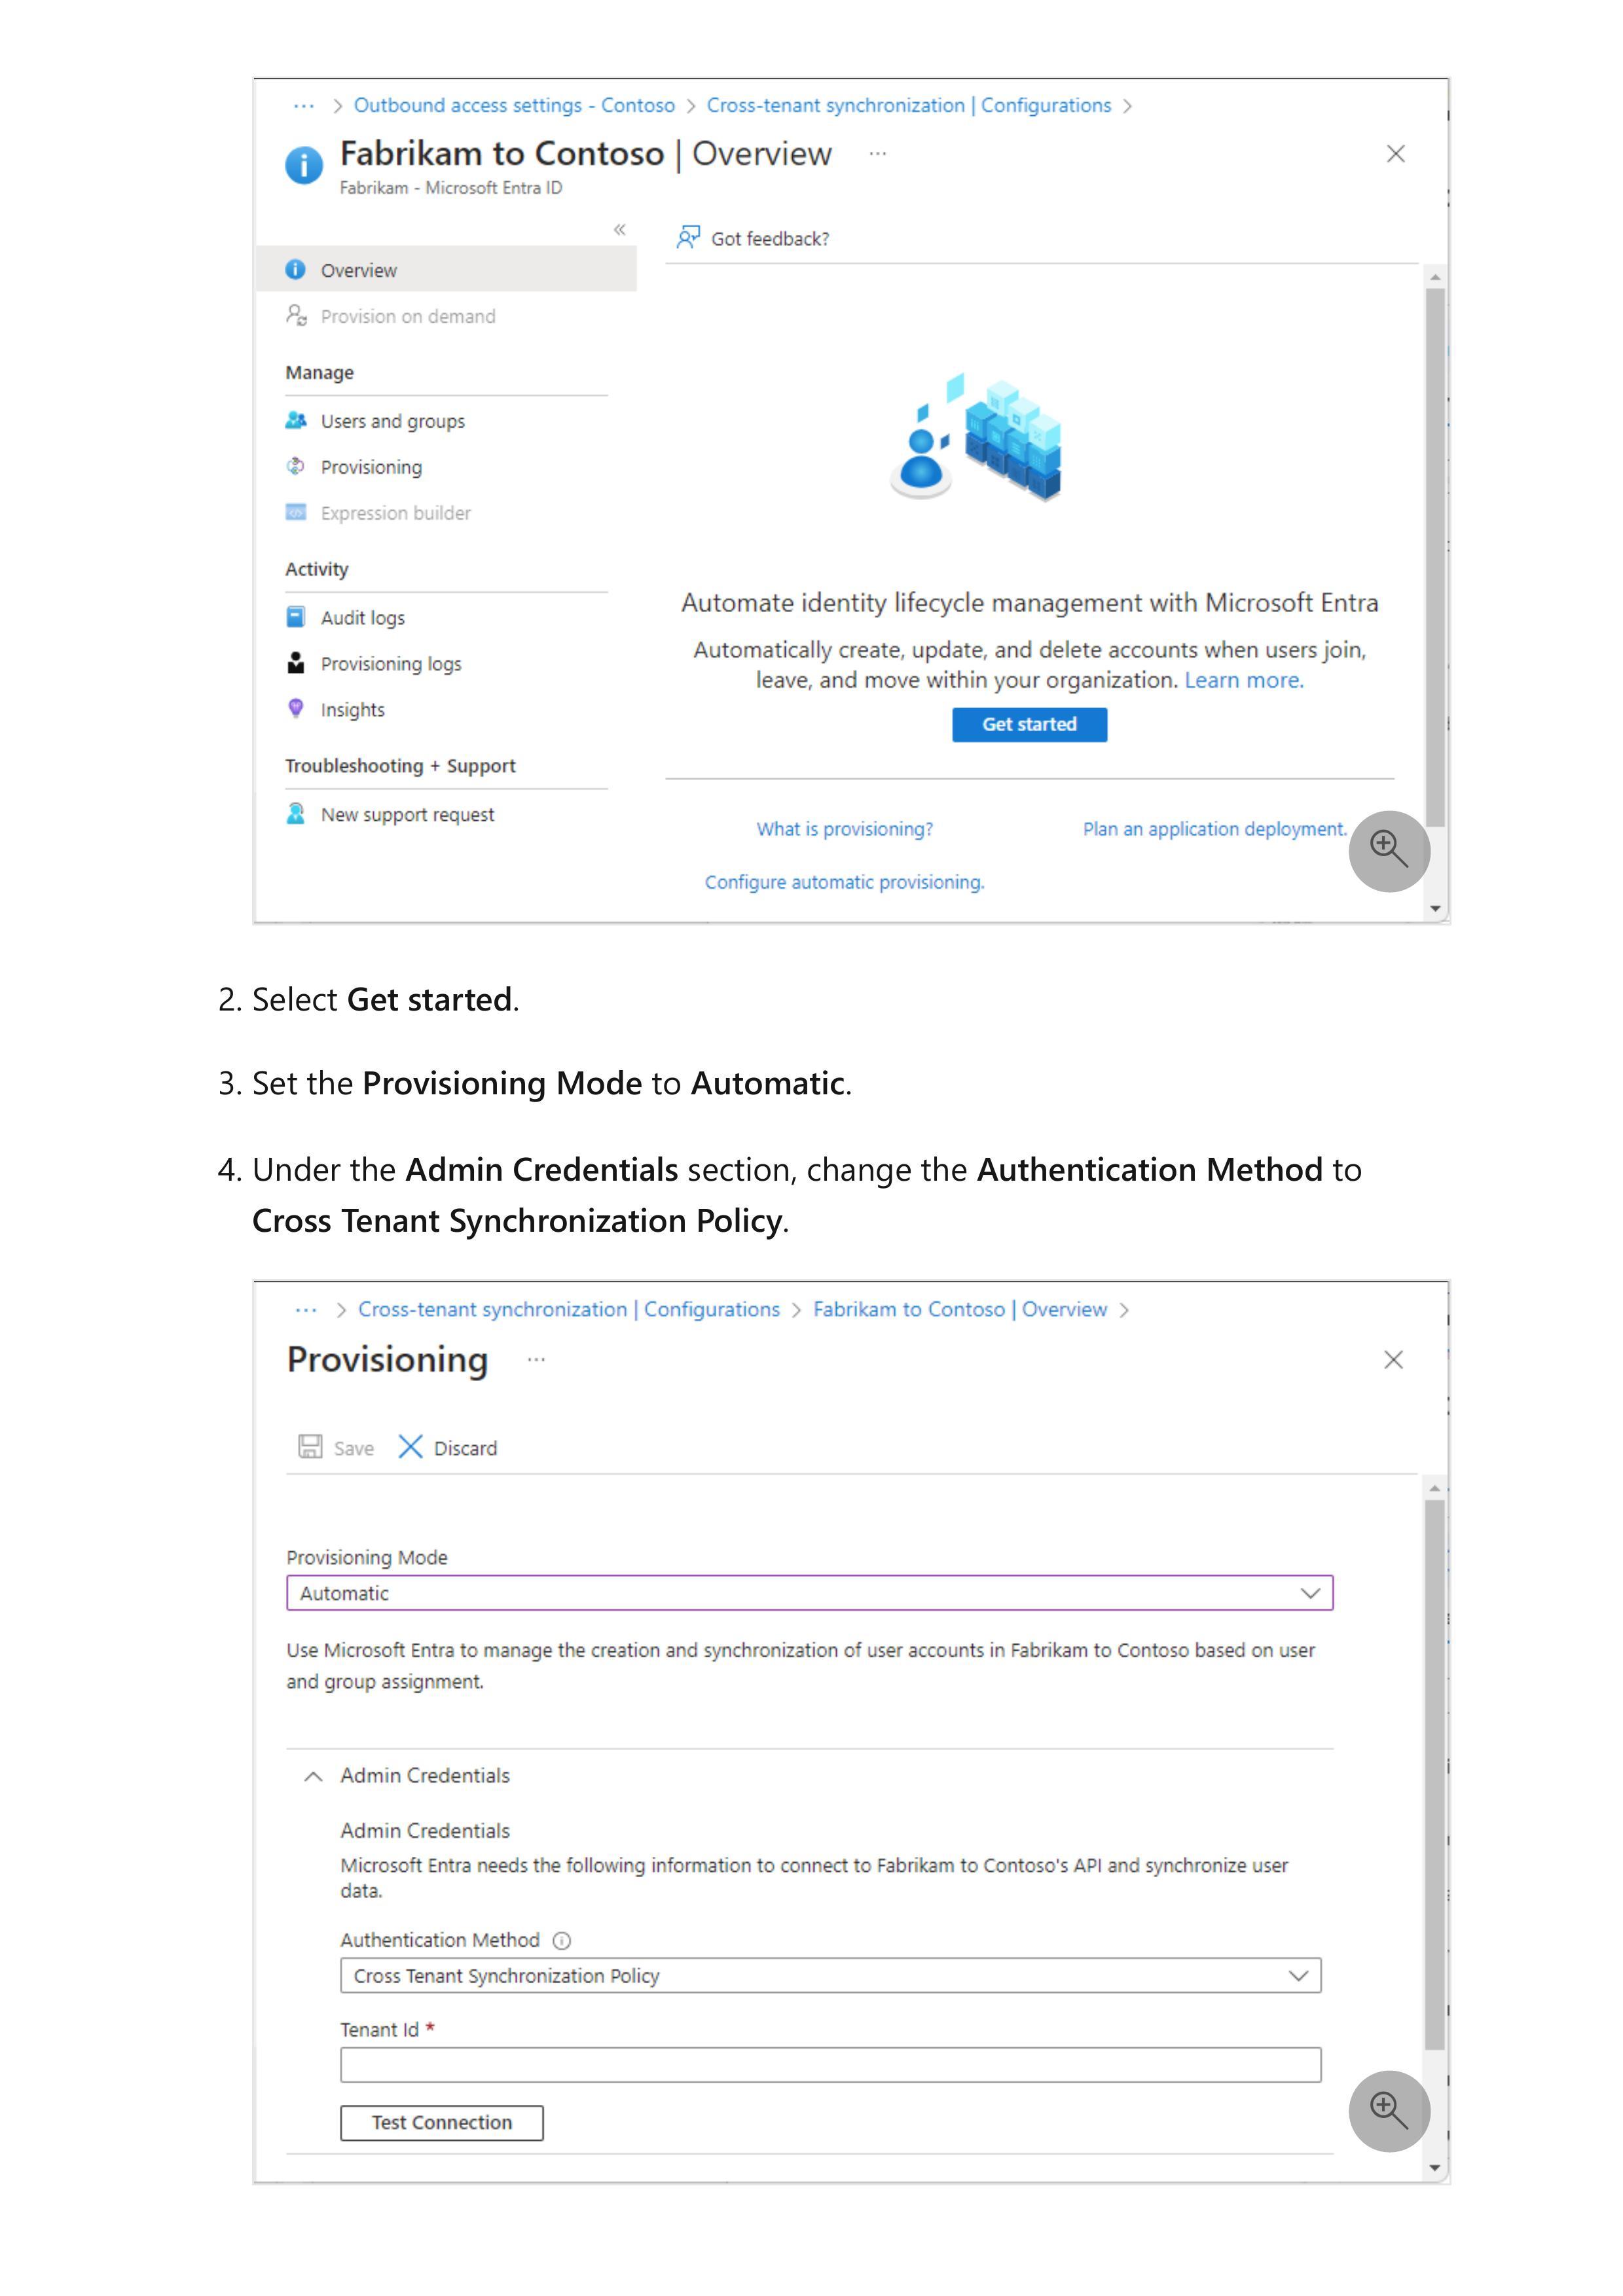 ··· > Outbound access settings - Contoso > Cross-tenant synchronization | Configurations >
Fabrikam to Contoso | Overview ···
Fabrikam - Microsoft Entra ID
«
Got feedback?
Overview
Provision on demand
Manage
Users and groups
Provisioning
Expression builder
Activity
Audit logs
Provisioning logs
Insights
Troubleshooting + Support
New support request
Automate identity lifecycle management with Microsoft Entra
Automatically create, update, and delete accounts when users join,
leave, and move within your organization. Learn more.
Get started
What is provisioning?
Plan an application deployment.
Configure automatic provisioning.
2. Select Get started.
3. Set the Provisioning Mode to Automatic.
4. Under the Admin Credentials section, change the Authentication Method to
Cross Tenant Synchronization Policy.
··· > Cross-tenant synchronization | Configurations > Fabrikam to Contoso | Overview >
Provisioning ···
Save Discard
Provisioning Mode
Automatic
Use Microsoft Entra to manage the creation and synchronization of user accounts in Fabrikam to Contoso based on user
and group assignment.
Admin Credentials
Admin Credentials
Microsoft Entra needs the following information to connect to Fabrikam to Contoso's API and synchronize user
data.
Authentication Method
Cross Tenant Synchronization Policy
Tenant Id *
Test Connection